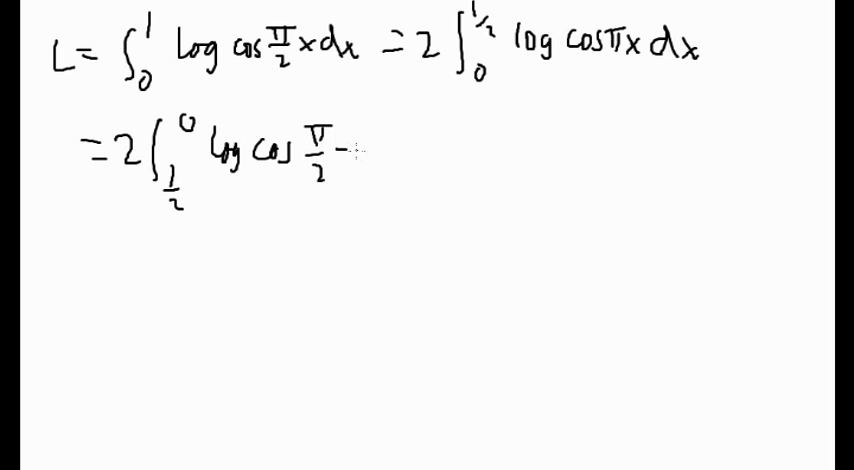 L = ∫₀¹ log cos π/2 x dx = 2 ∫₀^{1/2} log cos πx dx
= 2 ∫_{1/2}^0 log cos π/2 -